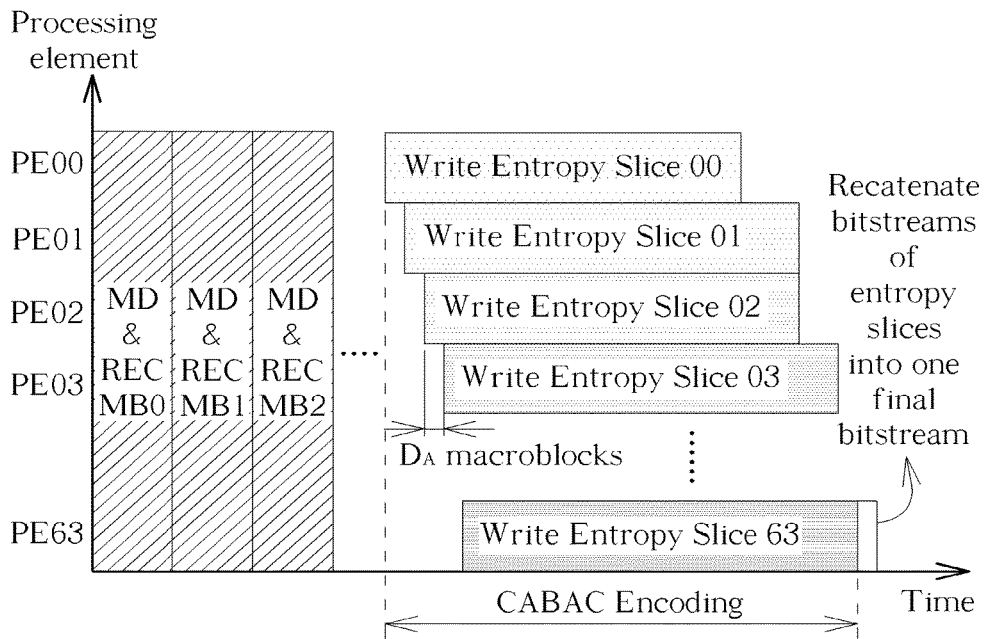 Processing
element
PE00
PE01
PE02
PE03
PE63
MD
&
REC
MB0
MD
&
REC
MB1
MD
&
REC
MB2
....
Write Entropy Slice 00
Write Entropy Slice 01
Write Entropy Slice 02
Write Entropy Slice 03
DA macroblocks
Write Entropy Slice 63
Recatenate
bitstreams
of
entropy
slices
into one
final
bitstream
CABAC Encoding
Time